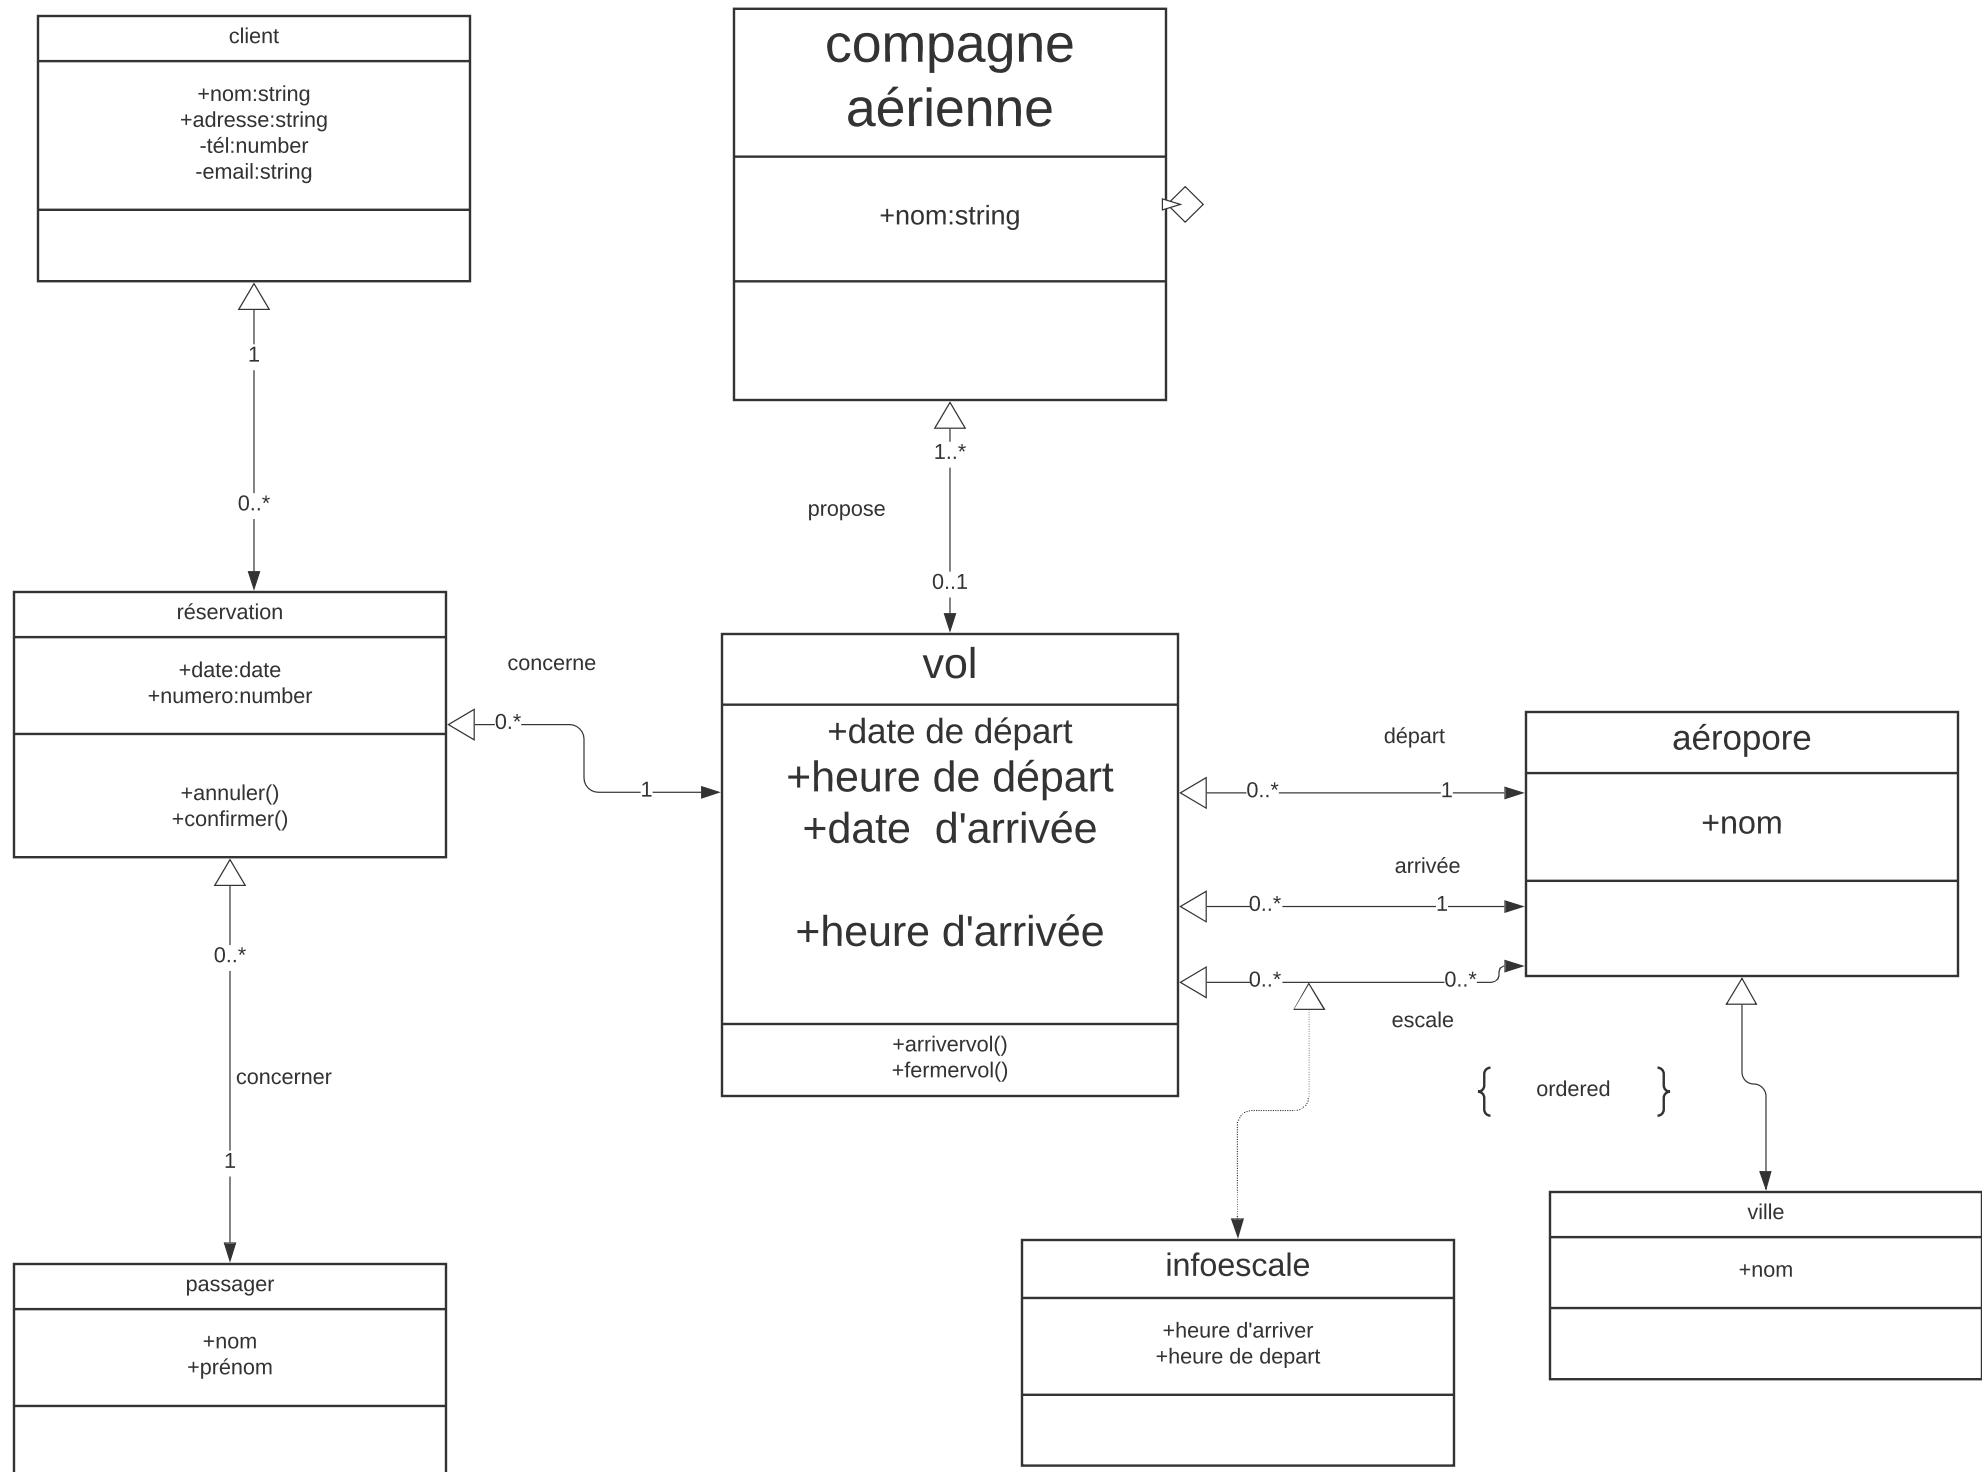 client
+nom:string
+adresse:string
-tél:number
-email:string
compagne
aérienne
+nom:string
1
0..*
1..*
propose
0..1
réservation
+date:date
+numero:number
+annuler()
+confirmer()
concerne
0.*
1
vol
+date de départ
+heure de départ
+date  d'arrivée
+heure d'arrivée
+arrivervol()
+fermervol()
départ
0..*
1
arrivée
0..*
1
0..*
0..*
escale
aéropore
+nom
{ ordered }
0..*
concerner
1
passager
+nom
+prénom
infoescale
+heure d'arriver
+heure de depart
ville
+nom